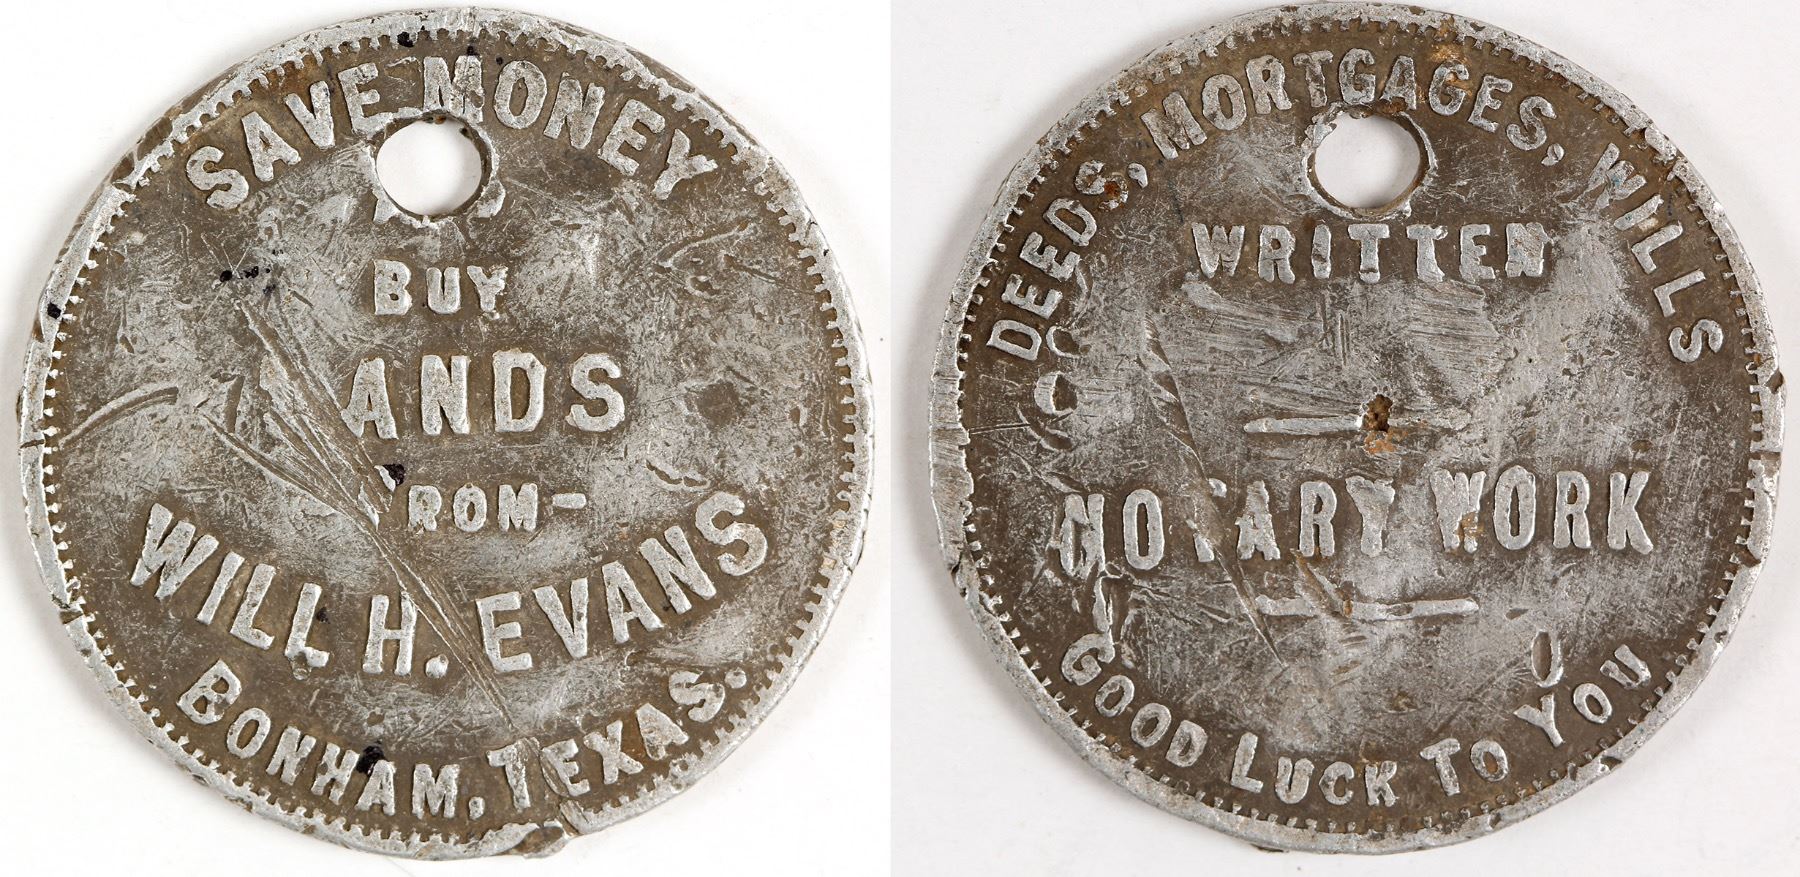 SAVE MONEY
BUY
ANDS
ROM-
WILL H. EVANS
BONHAM, TEXAS.
DEEDS, MORTGAGES, WILLS
WRITTEN
NOTARY WORK
GOOD LUCK TO YOU